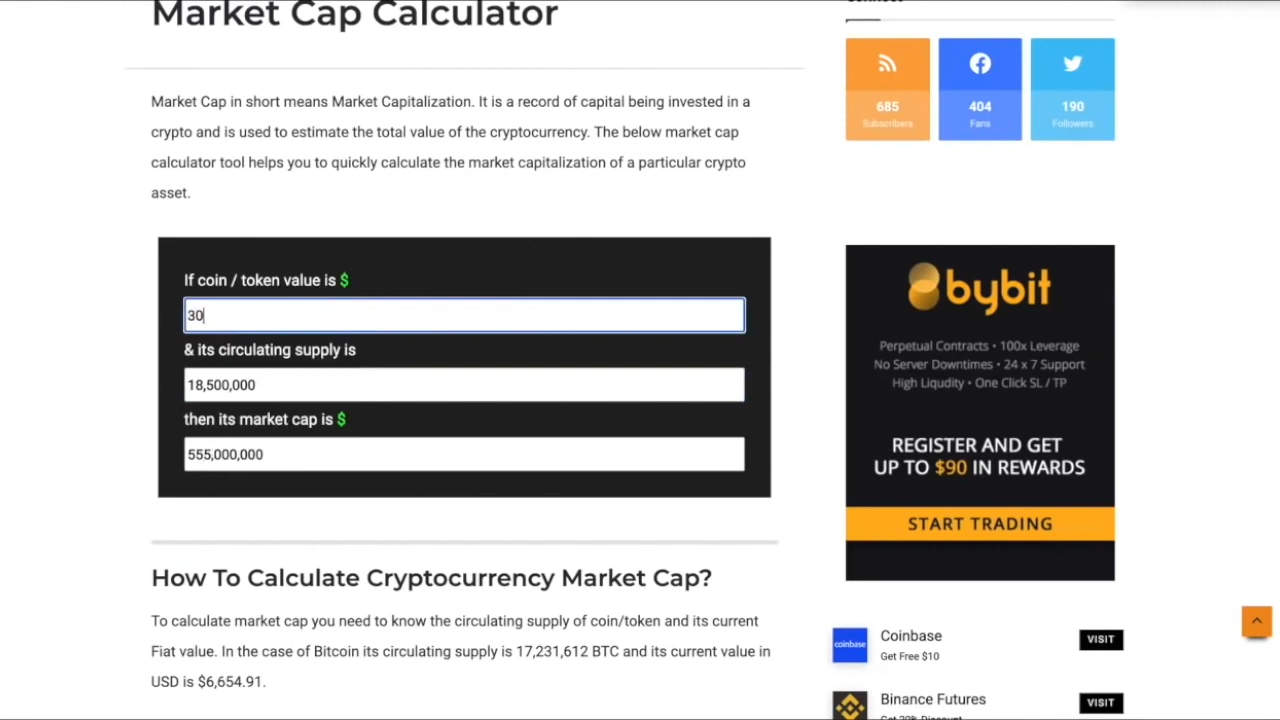 Market Cap Calculator
Market Cap in short means Market Capitalization. It is a record of capital being invested in a
crypto and is used to estimate the total value of the cryptocurrency. The below market cap
calculator tool helps you to quickly calculate the market capitalization of a particular crypto
asset.
If coin / token value is $
30
& its circulating supply is
18,500,000
then its market cap is $
555,000,000
How To Calculate Cryptocurrency Market Cap?
To calculate market cap you need to know the circulating supply of coin/token and its current
Fiat value. In the case of Bitcoin its circulating supply is 17,231,612 BTC and its current value in
USD is $6,654.91.
685
Subscribers
404
Fans
190
Followers
bybit
Perpetual Contracts • 100x Leverage
No Server Downtimes • 24 x 7 Support
High Liqudity • One Click SL / TP
REGISTER AND GET
UP TO $90 IN REWARDS
START TRADING
coinbase
Coinbase
Get Free $10
VISIT
Binance Futures
VISIT